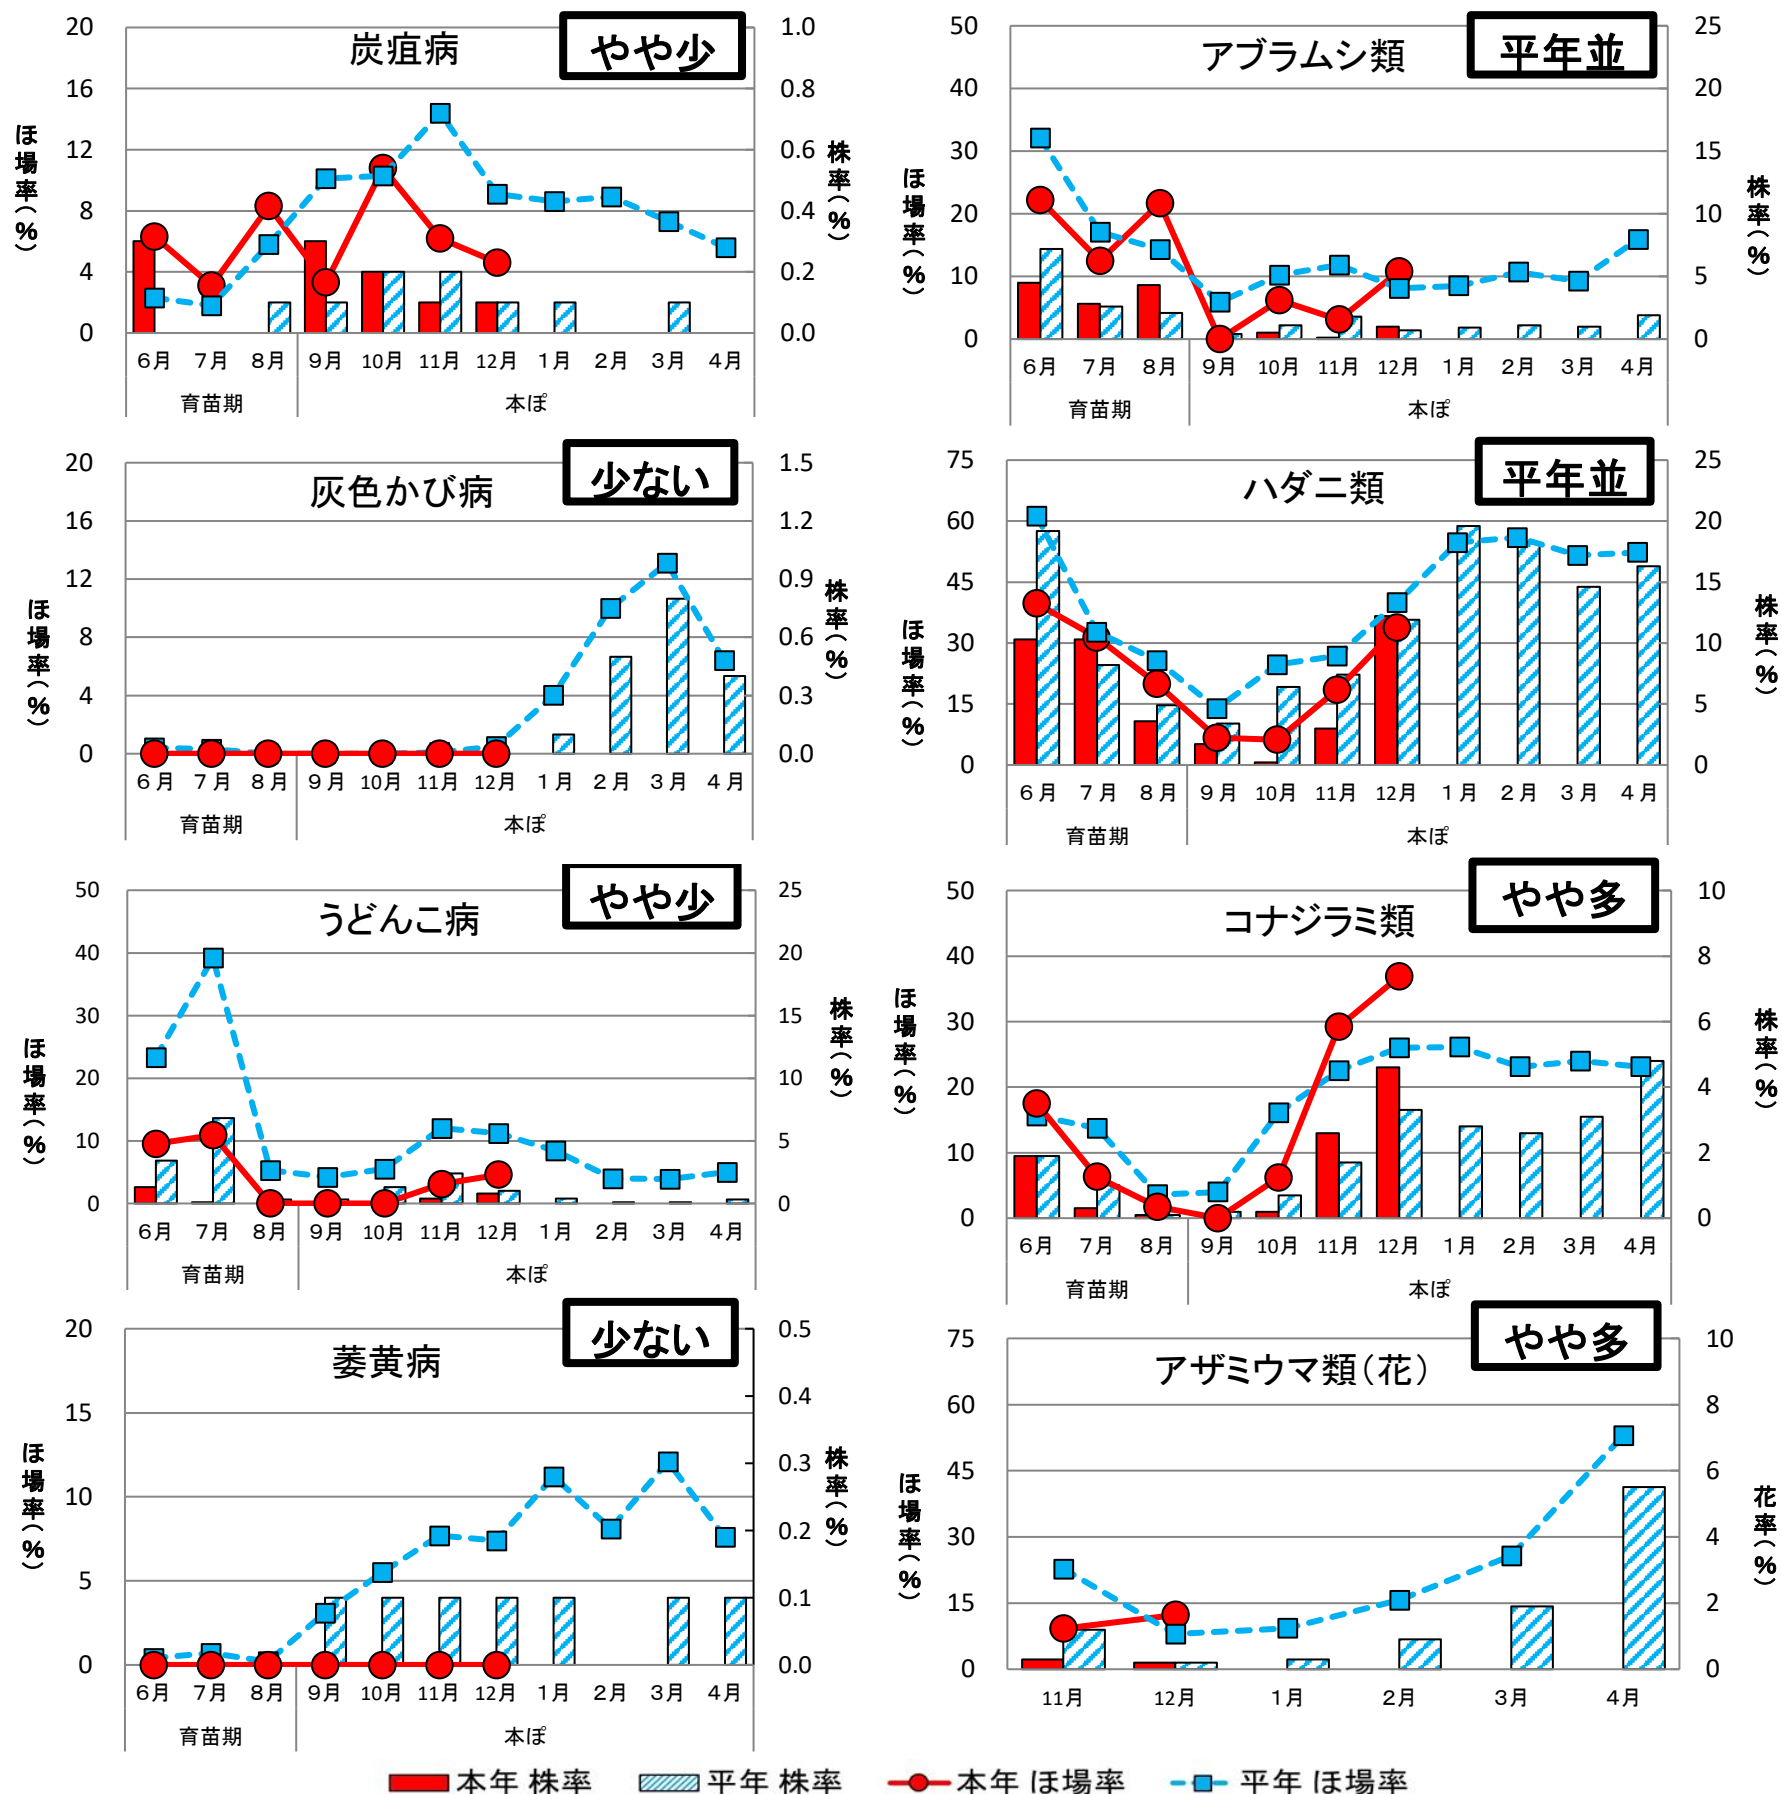 炭疽病
やや少
ほ場率(%)
株率(%)
20
16
12
8
4
0
1.0
0.8
0.6
0.4
0.2
0.0
6月 7月 8月 9月 10月 11月 12月 1月 2月 3月 4月
育苗期 本ぽ
アブラムシ類
平年並
ほ場率(%)
株率(%)
50
40
30
20
10
0
25
20
15
10
5
0
6月 7月 8月 9月 10月 11月 12月 1月 2月 3月 4月
育苗期 本ぽ
灰色かび病
少ない
ほ場率(%)
株率(%)
20
16
12
8
4
0
1.5
1.2
0.9
0.6
0.3
0.0
6月 7月 8月 9月 10月 11月 12月 1月 2月 3月 4月
育苗期 本ぽ
ハダニ類
平年並
ほ場率(%)
株率(%)
75
60
45
30
15
0
25
20
15
10
5
0
6月 7月 8月 9月 10月 11月 12月 1月 2月 3月 4月
育苗期 本ぽ
うどんこ病
やや少
ほ場率(%)
株率(%)
50
40
30
20
10
0
25
20
15
10
5
0
6月 7月 8月 9月 10月 11月 12月 1月 2月 3月 4月
育苗期 本ぽ
コナジラミ類
やや多
ほ場率(%)
株率(%)
50
40
30
20
10
0
10
8
6
4
2
0
6月 7月 8月 9月 10月 11月 12月 1月 2月 3月 4月
育苗期 本ぽ
萎黄病
少ない
ほ場率(%)
株率(%)
20
15
10
5
0
0.5
0.4
0.3
0.2
0.1
0.0
6月 7月 8月 9月 10月 11月 12月 1月 2月 3月 4月
育苗期 本ぽ
アザミウマ類(花)
やや多
ほ場率(%)
花率(%)
75
60
45
30
15
0
10
8
6
4
2
0
11月 12月 1月 2月 3月 4月
本年 株率 平年 株率 本年 ほ場率 平年 ほ場率